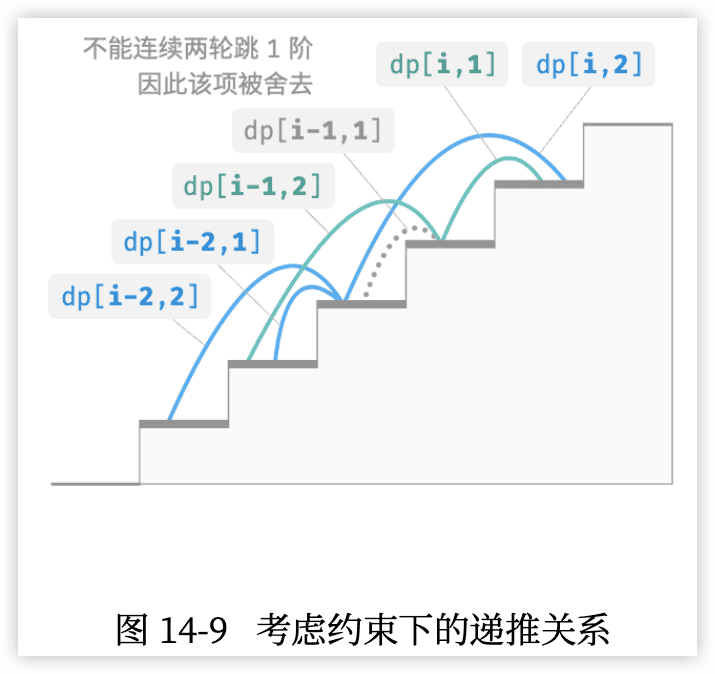 不能连续两轮跳 1 阶
因此该项被舍去
dp[i,1]
dp[i,2]
dp[i-1,1]
dp[i-1,2]
dp[i-2,1]
dp[i-2,2]
图 14-9 考虑约束下的递推关系